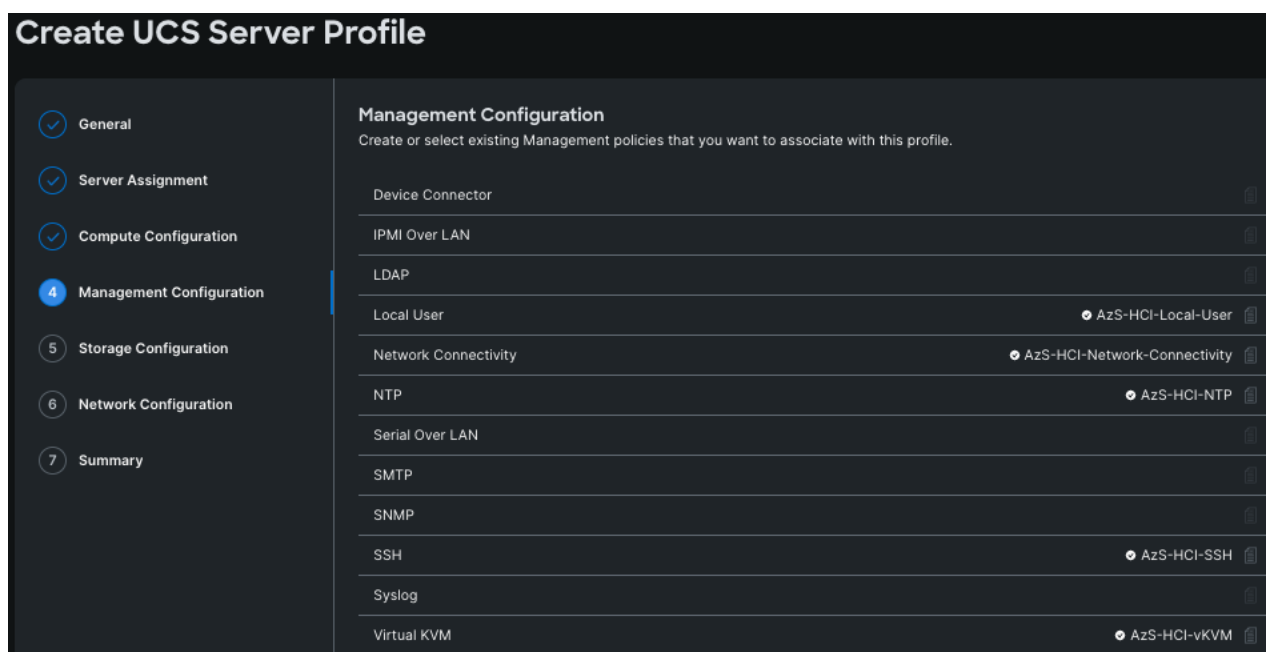 Create UCS Server Profile
General
Server Assignment
Compute Configuration
4 Management Configuration
5 Storage Configuration
6 Network Configuration
7 Summary
Management Configuration
Create or select existing Management policies that you want to associate with this profile.
Device Connector
IPMI Over LAN
LDAP
Local User AzS-HCI-Local-User
Network Connectivity AzS-HCI-Network-Connectivity
NTP AzS-HCI-NTP
Serial Over LAN
SMTP
SNMP
SSH AzS-HCI-SSH
Syslog
Virtual KVM AzS-HCI-vKVM